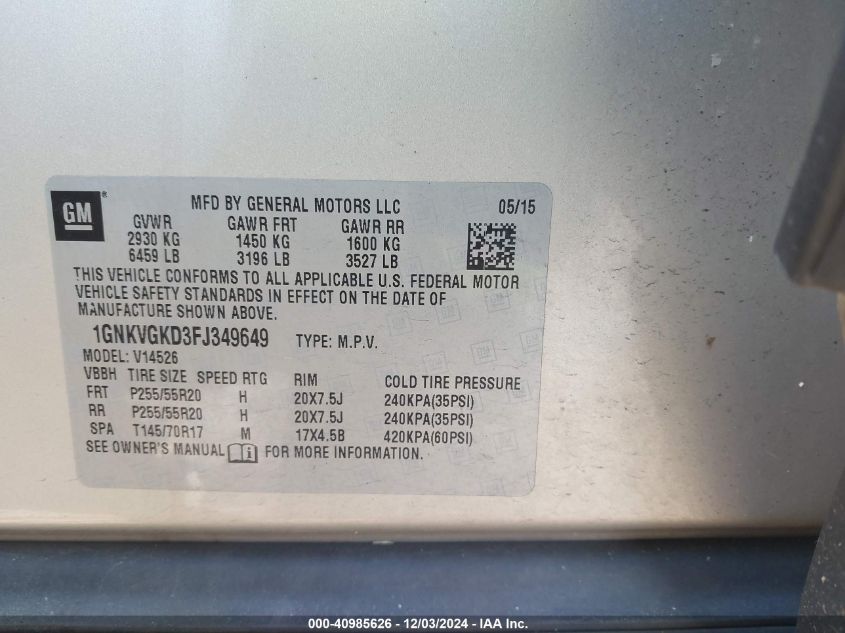 GM ®
MFD BY GENERAL MOTORS LLC 05/15
GVWR GAWR FRT GAWR RR
2930 KG 1450 KG 1600 KG
6459 LB 3196 LB 3527 LB
THIS VEHICLE CONFORMS TO ALL APPLICABLE U.S. FEDERAL MOTOR
VEHICLE SAFETY STANDARDS IN EFFECT ON THE DATE OF
MANUFACTURE SHOWN ABOVE.
1GNKVGKD3FJ349649 TYPE: M.P.V.
MODEL: V14526
VBBH TIRE SIZE SPEED RTG RIM COLD TIRE PRESSURE
FRT P255/55R20 H 20X7.5J 240KPA(35PSI)
RR P255/55R20 H 20X7.5J 240KPA(35PSI)
SPA T145/70R17 M 17X4.5B 420KPA(60PSI)
SEE OWNER'S MANUAL FOR MORE INFORMATION.
000-40985626 - 12/03/2024 - IAA Inc.